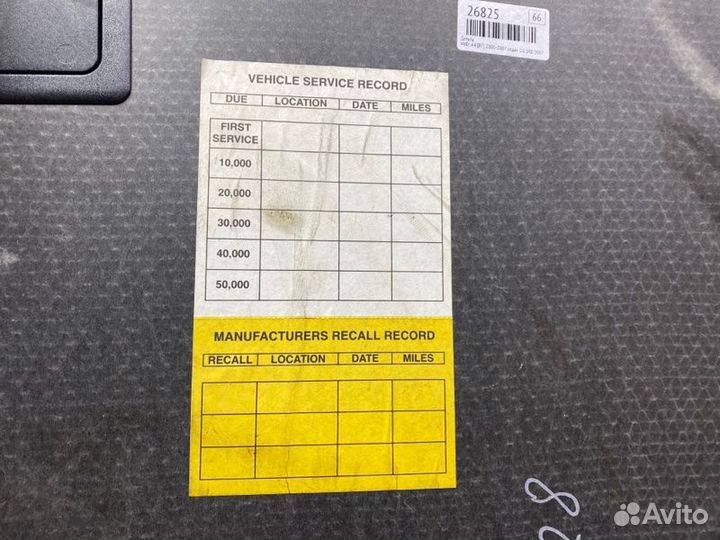 26825
66
VEHICLE SERVICE RECORD
DUE LOCATION DATE MILES
FIRST
SERVICE
10,000
20,000
30,000
40,000
50,000
MANUFACTURERS RECALL RECORD
RECALL LOCATION DATE MILES
28
Avito